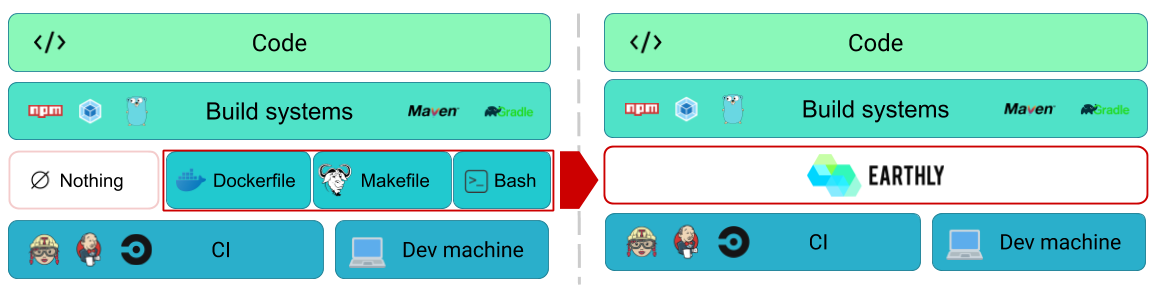 </> Code
npm Build systems Maven Gradle
Nothing Dockerfile Makefile >_ Bash
CI Dev machine
</> Code
npm Build systems Maven Gradle
EARTHLY
CI Dev machine